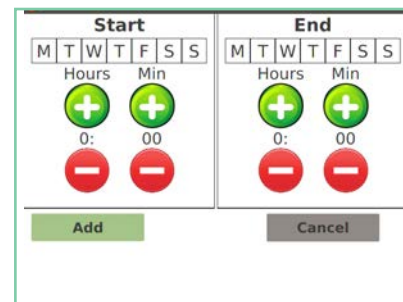 Start End
M T W T F S S M T W T F S S
Hours Min Hours Min
0: 00 0: 00
Add Cancel